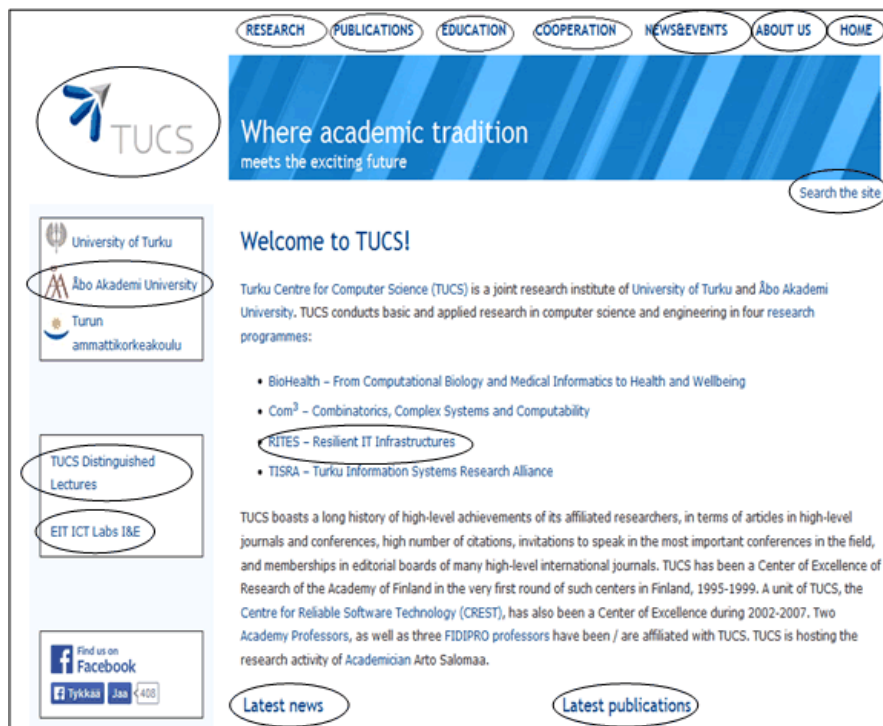 RESEARCH PUBLICATIONS EDUCATION COOPERATION NEWS&EVENTS ABOUT US HOME
TUCS
Where academic tradition
meets the exciting future
Search the site
University of Turku
Åbo Akademi University
Turun
ammattikorkeakoulu
TUCS Distinguished
Lectures
EIT ICT Labs I&E
Find us on
Facebook
Tykkää Jaa 408
Welcome to TUCS!
Turku Centre for Computer Science (TUCS) is a joint research institute of University of Turku and Åbo Akademi
University. TUCS conducts basic and applied research in computer science and engineering in four research
programmes:
• BioHealth – From Computational Biology and Medical Informatics to Health and Wellbeing
• Com³ – Combinatorics, Complex Systems and Computability
• RITES – Resilient IT Infrastructures
• TISRA – Turku Information Systems Research Alliance
TUCS boasts a long history of high-level achievements of its affiliated researchers, in terms of articles in high-level
journals and conferences, high number of citations, invitations to speak in the most important conferences in the field,
and memberships in editorial boards of many high-level international journals. TUCS has been a Center of Excellence of
Research of the Academy of Finland in the very first round of such centers in Finland, 1995-1999. A unit of TUCS, the
Centre for Reliable Software Technology (CREST), has also been a Center of Excellence during 2002-2007. Two
Academy Professors, as well as three FIDIPRO professors have been / are affiliated with TUCS. TUCS is hosting the
research activity of Academician Arto Salomaa.
Latest news Latest publications